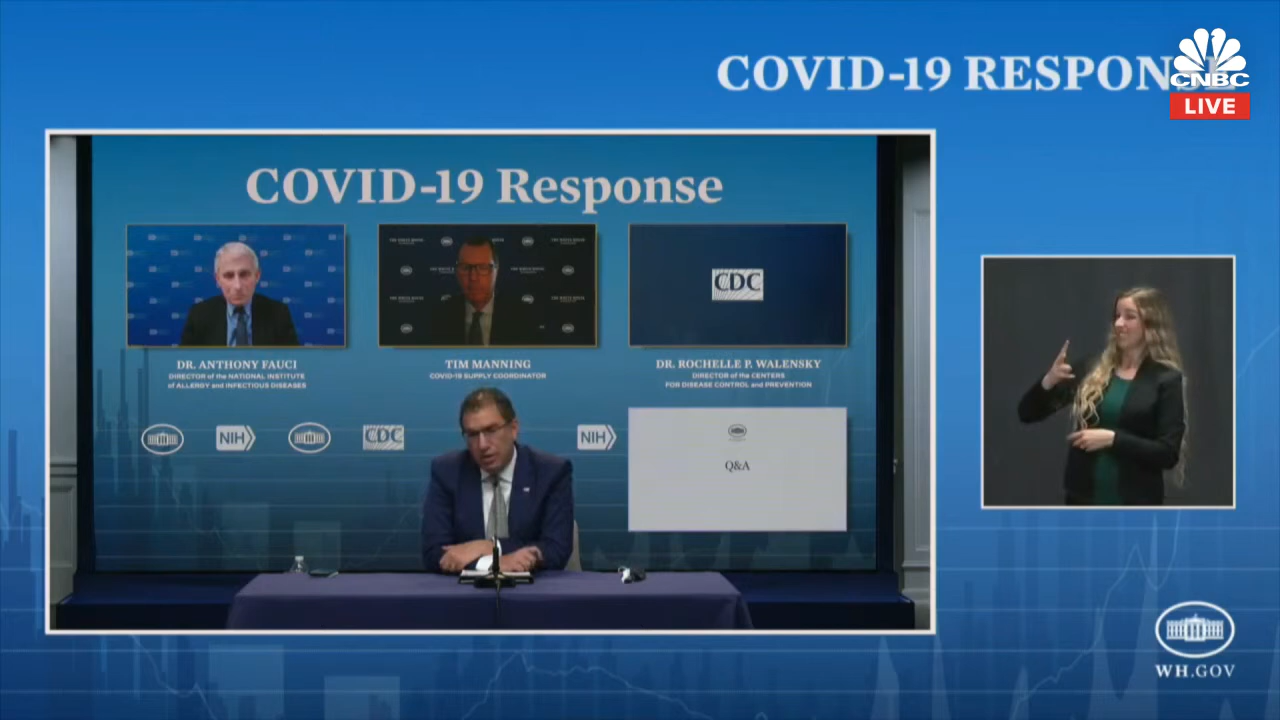 COVID-19 RESPON
CNBC
LIVE
COVID-19 Response
CDC
DR. ANTHONY FAUCI
DIRECTOR of the NATIONAL INSTITUTE
of ALLERGY and INFECTIOUS DISEASES
TIM MANNING
COVID-19 SUPPLY COORDINATOR
DR. ROCHELLE P. WALENSKY
DIRECTOR of the CENTERS
FOR DISEASE CONTROL and PREVENTION
NIH
CDC
NIH
Q&A
WH.GOV